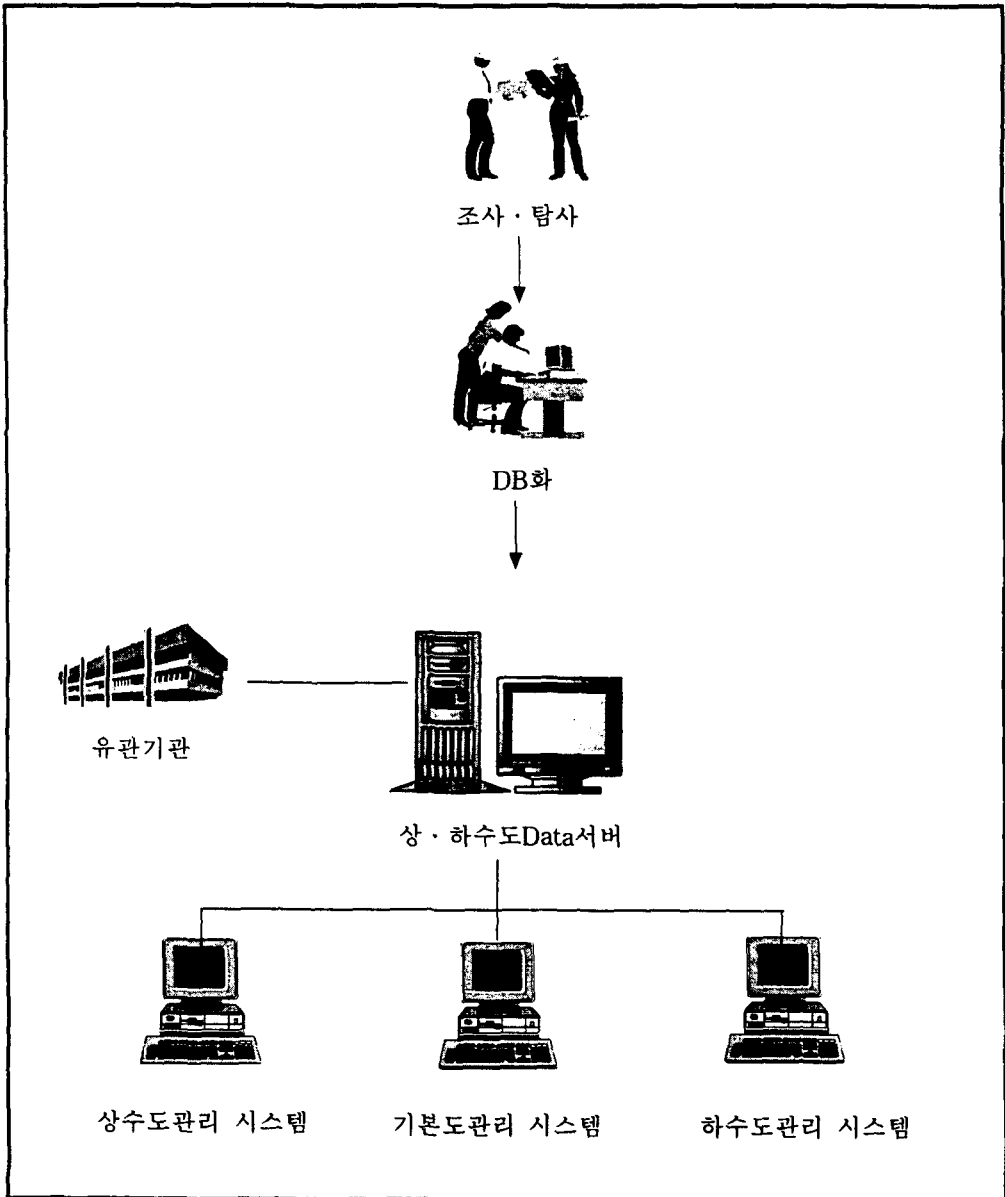 조사 · 탐사
DB화
유관기관
상 · 하수도Data서버
상수도관리 시스템
기본도관리 시스템
하수도관리 시스템